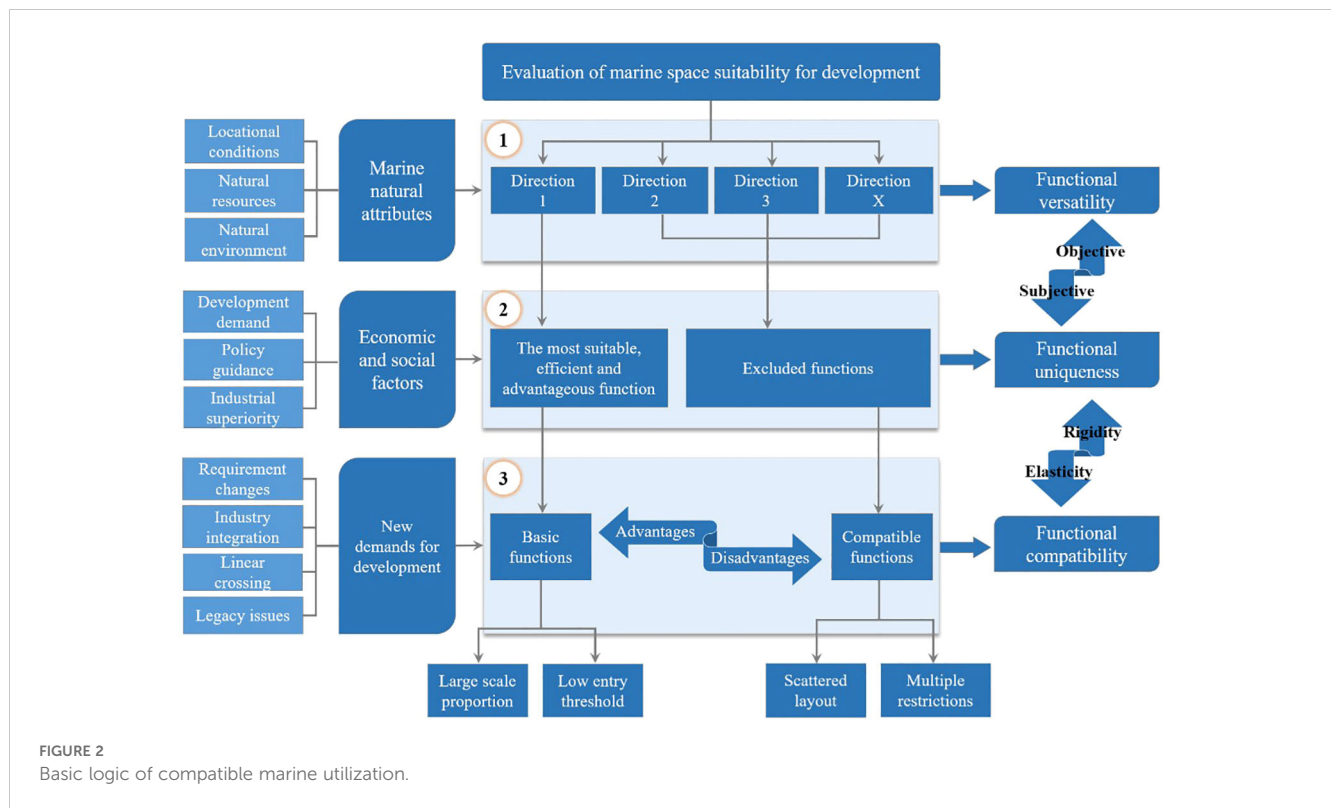 Evaluation of marine space suitability for development
Locational
conditions
Natural
resources
Natural
environment
Marine
natural
attributes
1
Direction
1
Direction
2
Direction
3
Direction
X
Functional
versatility
Objective
Subjective
Development
demand
Policy
guidance
Industrial
superiority
Economic
and social
factors
2
The most suitable,
efficient and
advantageous function
Excluded functions
Functional
uniqueness
Rigidity
Elasticity
Requirement
changes
Industry
integration
Linear
crossing
Legacy issues
New
demands for
development
3
Basic
functions
Advantages
Disadvantages
Compatible
functions
Functional
compatibility
Large scale
proportion
Low entry
threshold
Scattered
layout
Multiple
restrictions
FIGURE 2
Basic logic of compatible marine utilization.